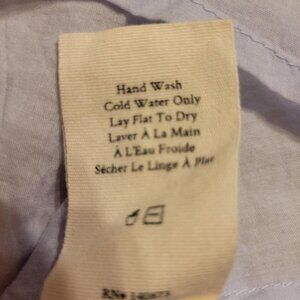 Hand Wash
Cold Water Only
Lay Flat To Dry
Laver À La Main
À L'Eau Froide
Sécher Le Linge À Plat
RN#